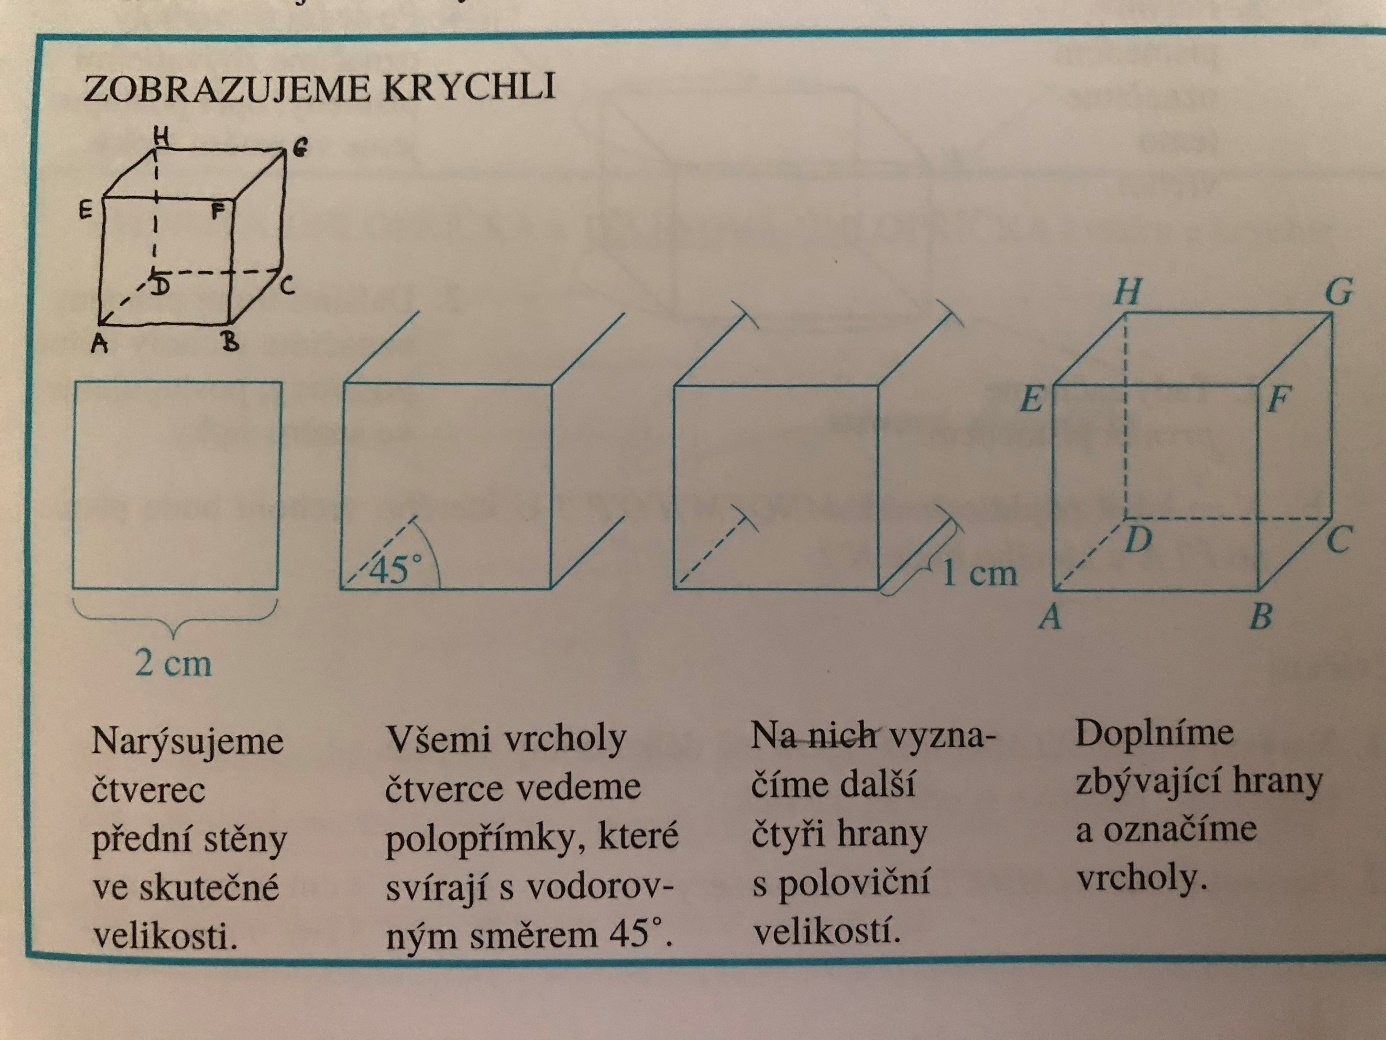 ZOBRAZUJEME KRYCHLI
H
G
E
F
D
C
A
B
H
G
E
F
45°
1 cm
D
C
A
B
2 cm
Narýsujeme
čtverec
přední stěny
ve skutečné
velikosti.
Všemi vrcholy
čtverce vedeme
polopřímky, které
svírají s vodorov-
ným směrem 45°.
Na nich vyzna-
číme další
čtyři hrany
s poloviční
velikostí.
Doplníme
zbývající hrany
a označíme
vrcholy.